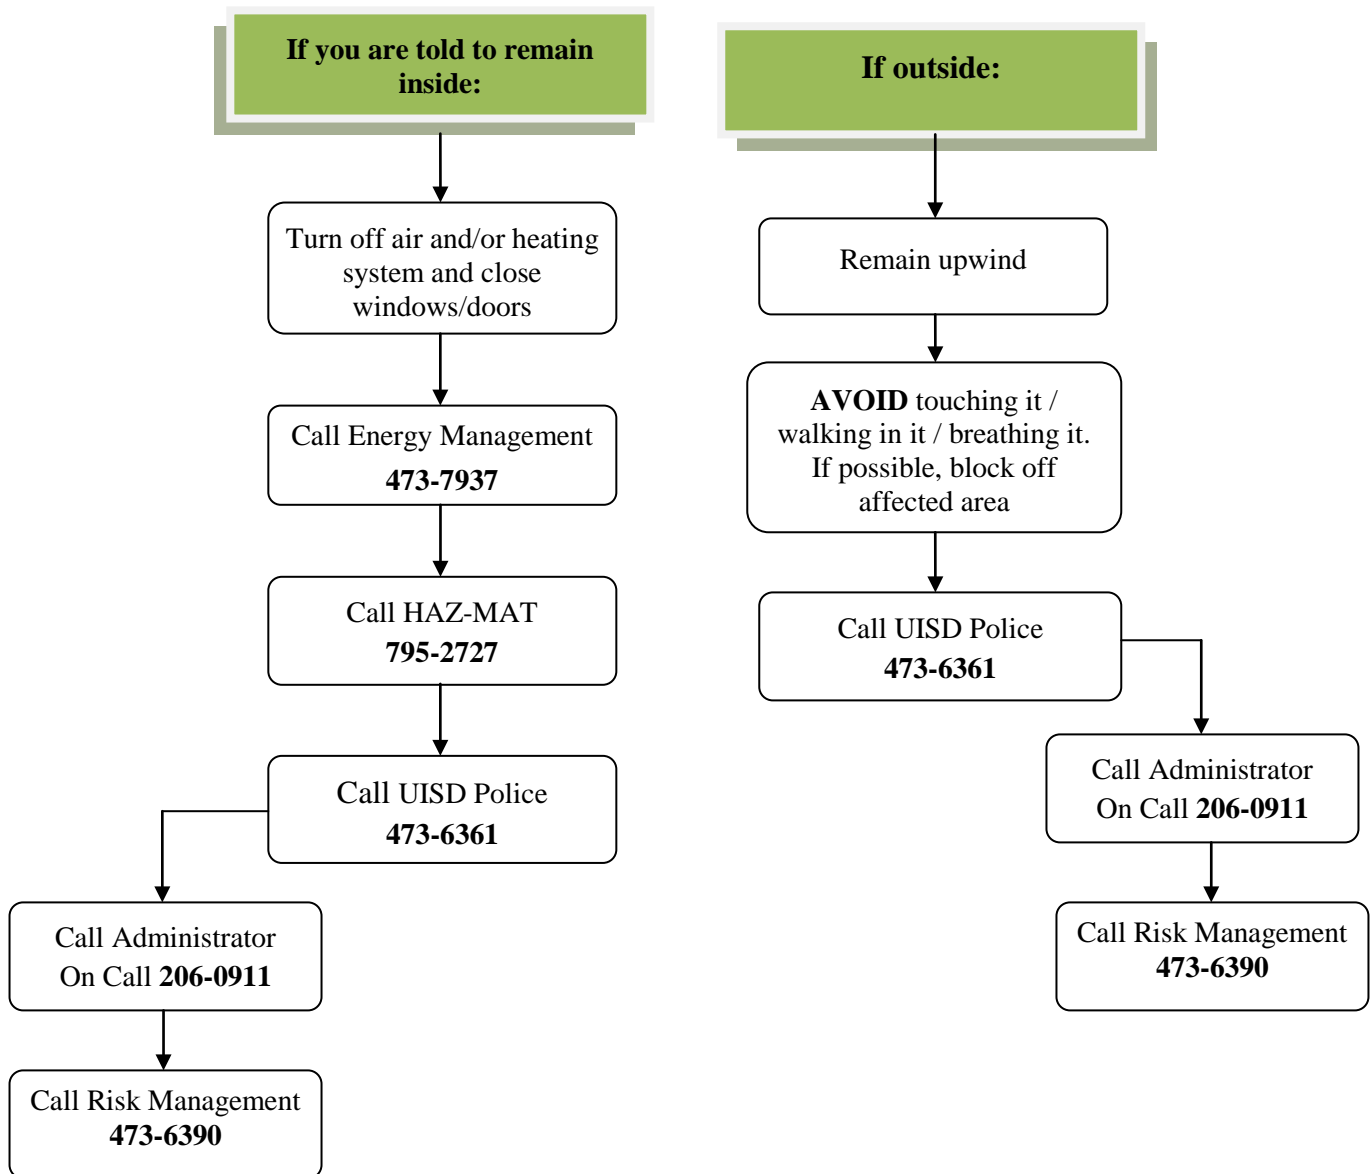 If you are told to remain
inside:
Turn off air and/or heating
system and close
windows/doors
Call Energy Management
473-7937
Call HAZ-MAT
795-2727
Call UISD Police
473-6361
Call Administrator
On Call 206-0911
Call Risk Management
473-6390
If outside:
Remain upwind
AVOID touching it /
walking in it / breathing it.
If possible, block off
affected area
Call UISD Police
473-6361
Call Administrator
On Call 206-0911
Call Risk Management
473-6390